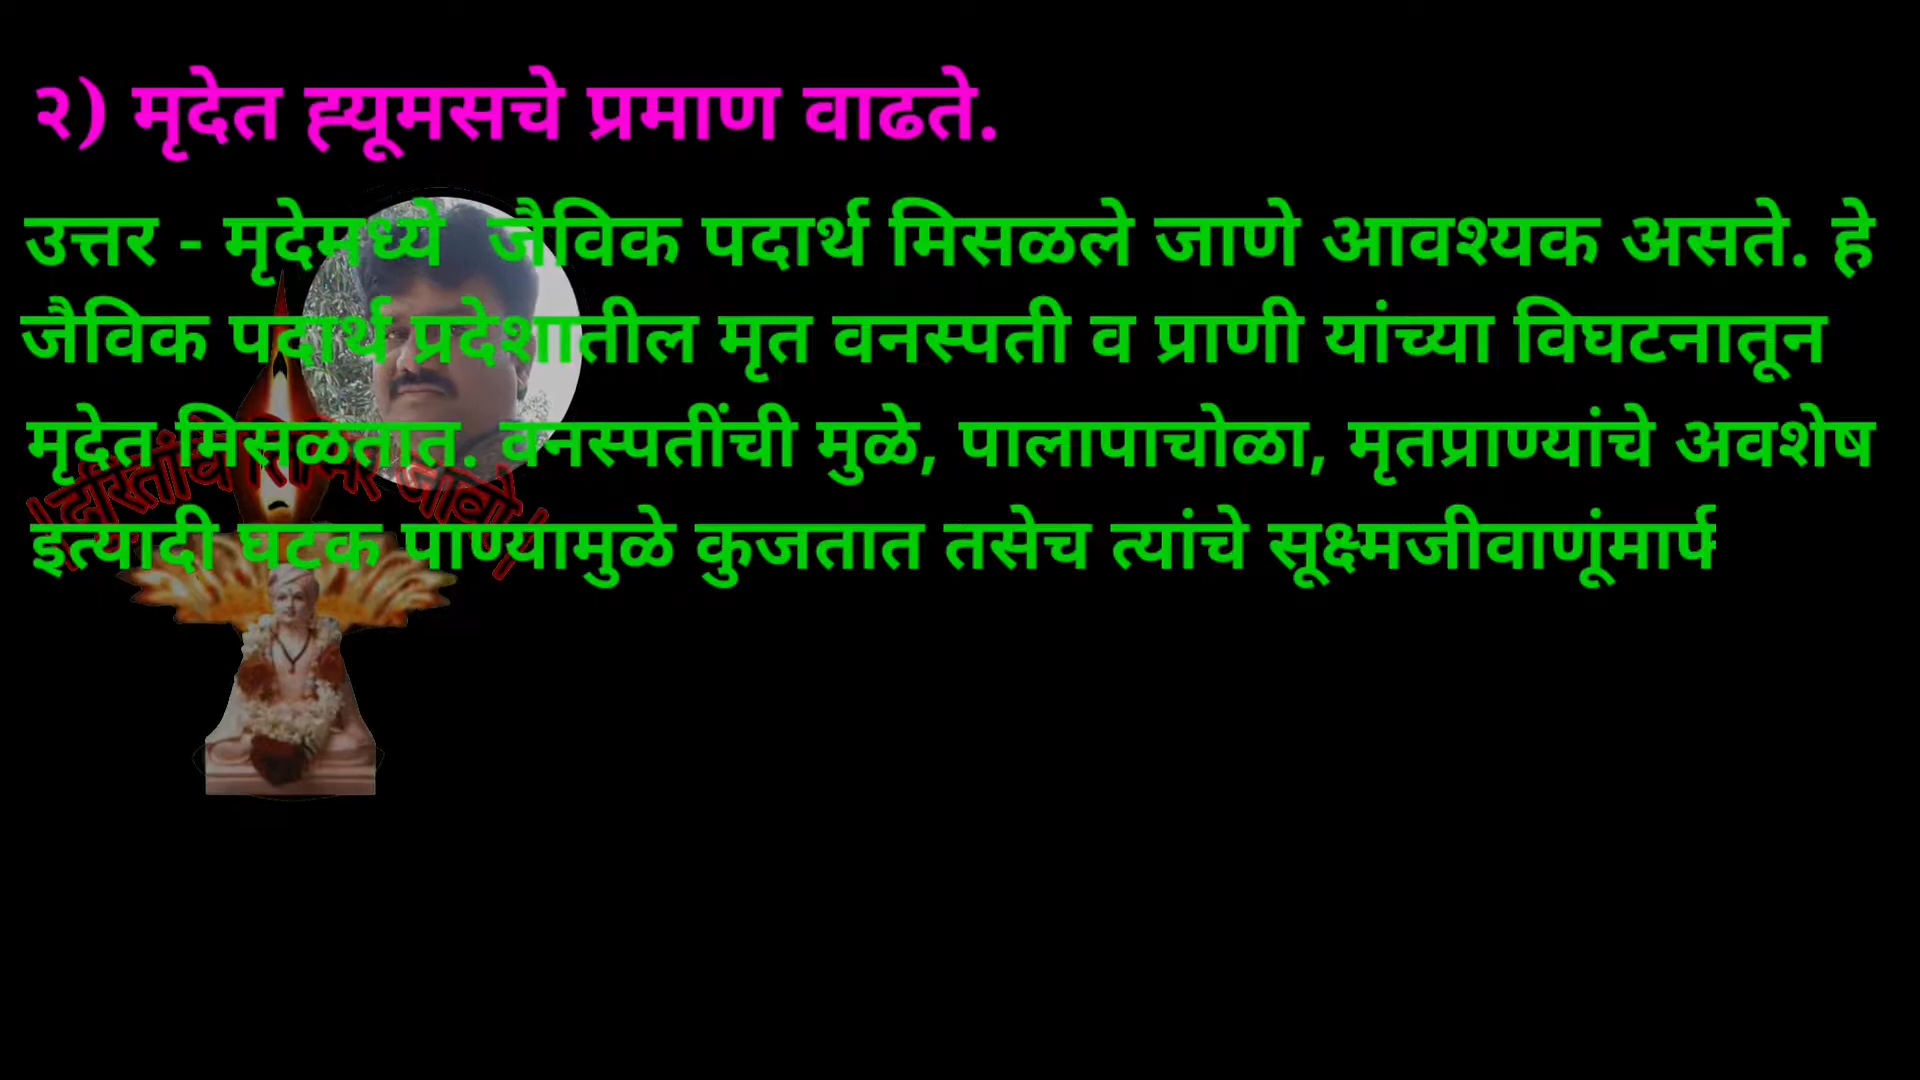 २) मृदेत ह्यूमसचे प्रमाण वाढते.
उत्तर - मृदेमध्ये जैविक पदार्थ मिसळले जाणे आवश्यक असते. हे
जैविक पदार्थ प्रदेशातील मृत वनस्पती व प्राणी यांच्या विघटनातून
मृदेत मिसळतात. वनस्पतींची मुळे, पालापाचोळा, मृतप्राण्यांचे अवशेष
इत्यादी घटक पाण्यामुळे कुजतात तसेच त्यांचे